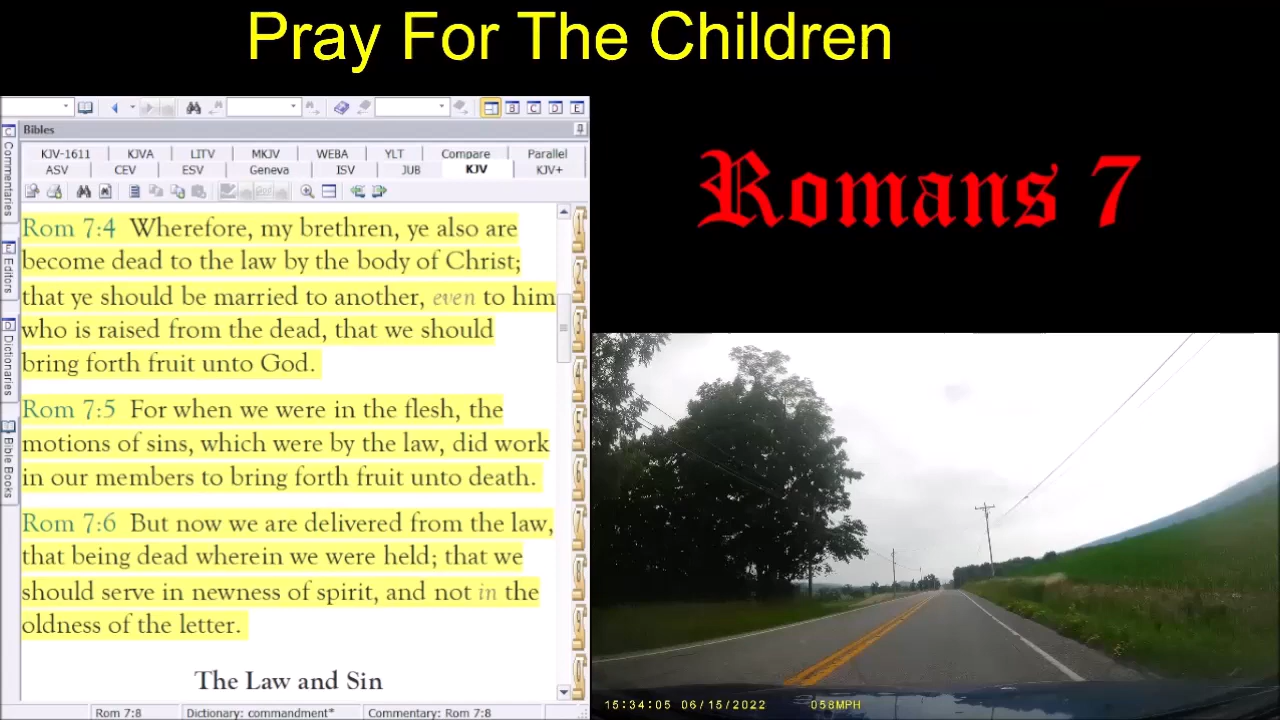 Pray For The Children
Bibles
KJV-1611 KJVA LITV MKJV WEBA YLT Compare Parallel
ASV CEV ESV Geneva ISV JUB KJV KJV+
Commentaries
Editors
Dictionaries
Bible Books
Rom 7:4 Wherefore, my brethren, ye also are
become dead to the law by the body of Christ;
that ye should be married to another, even to him
who is raised from the dead, that we should
bring forth fruit unto God.
Rom 7:5 For when we were in the flesh, the
motions of sins, which were by the law, did work
in our members to bring forth fruit unto death.
Rom 7:6 But now we are delivered from the law,
that being dead wherein we were held; that we
should serve in newness of spirit, and not in the
oldness of the letter.
The Law and Sin
Rom 7:8 Dictionary: commandment* Commentary: Rom 7:8
Romans 7
15:34:05 06/15/2022 058MPH